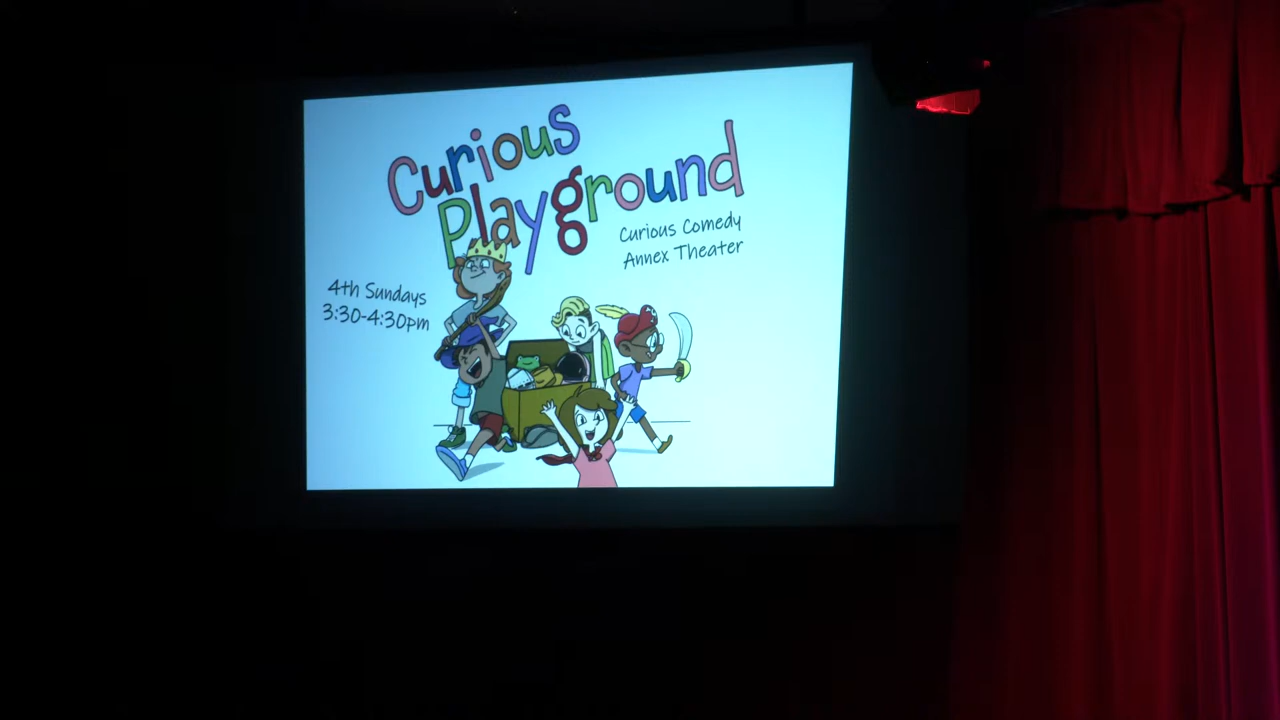 Curious
Playground
Curious Comedy
Annex Theater
4th Sundays
3:30-4:30pm